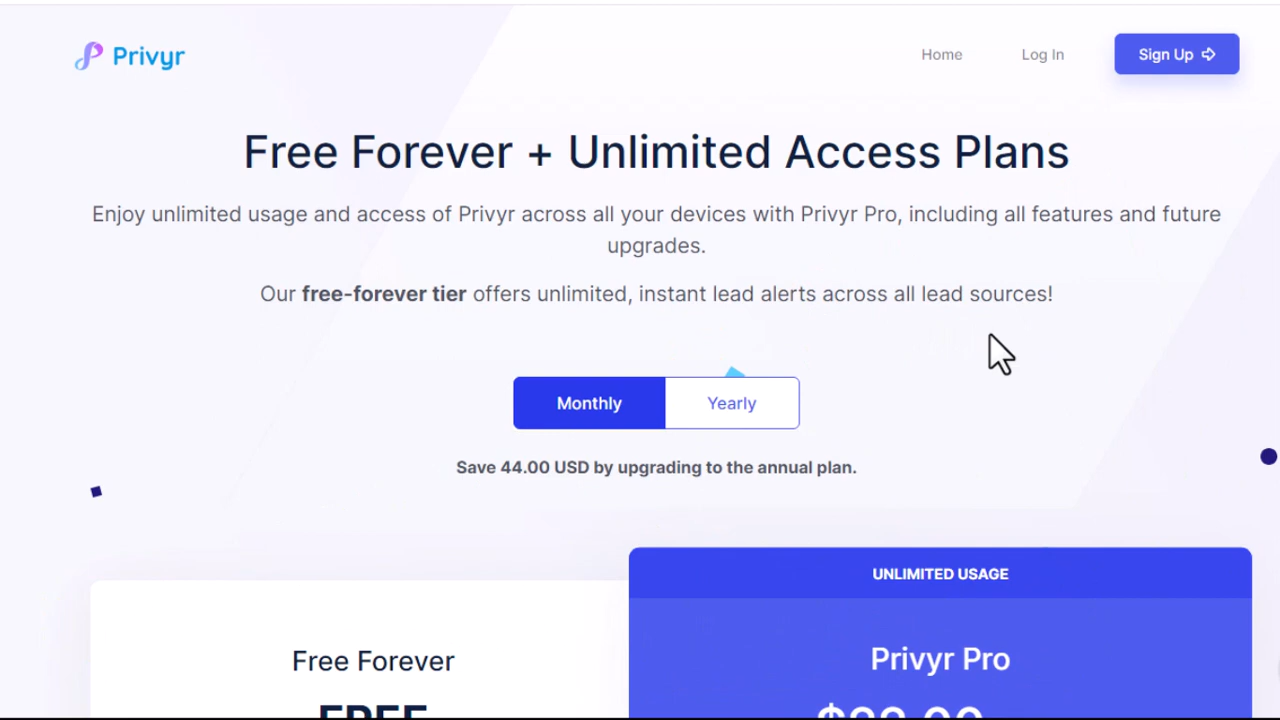 Privyr
Home
Log In
Sign Up
Free Forever + Unlimited Access Plans
Enjoy unlimited usage and access of Privyr across all your devices with Privyr Pro, including all features and future
upgrades.
Our free-forever tier offers unlimited, instant lead alerts across all lead sources!
Monthly
Yearly
Save 44.00 USD by upgrading to the annual plan.
UNLIMITED USAGE
Free Forever
Privyr Pro
FREE